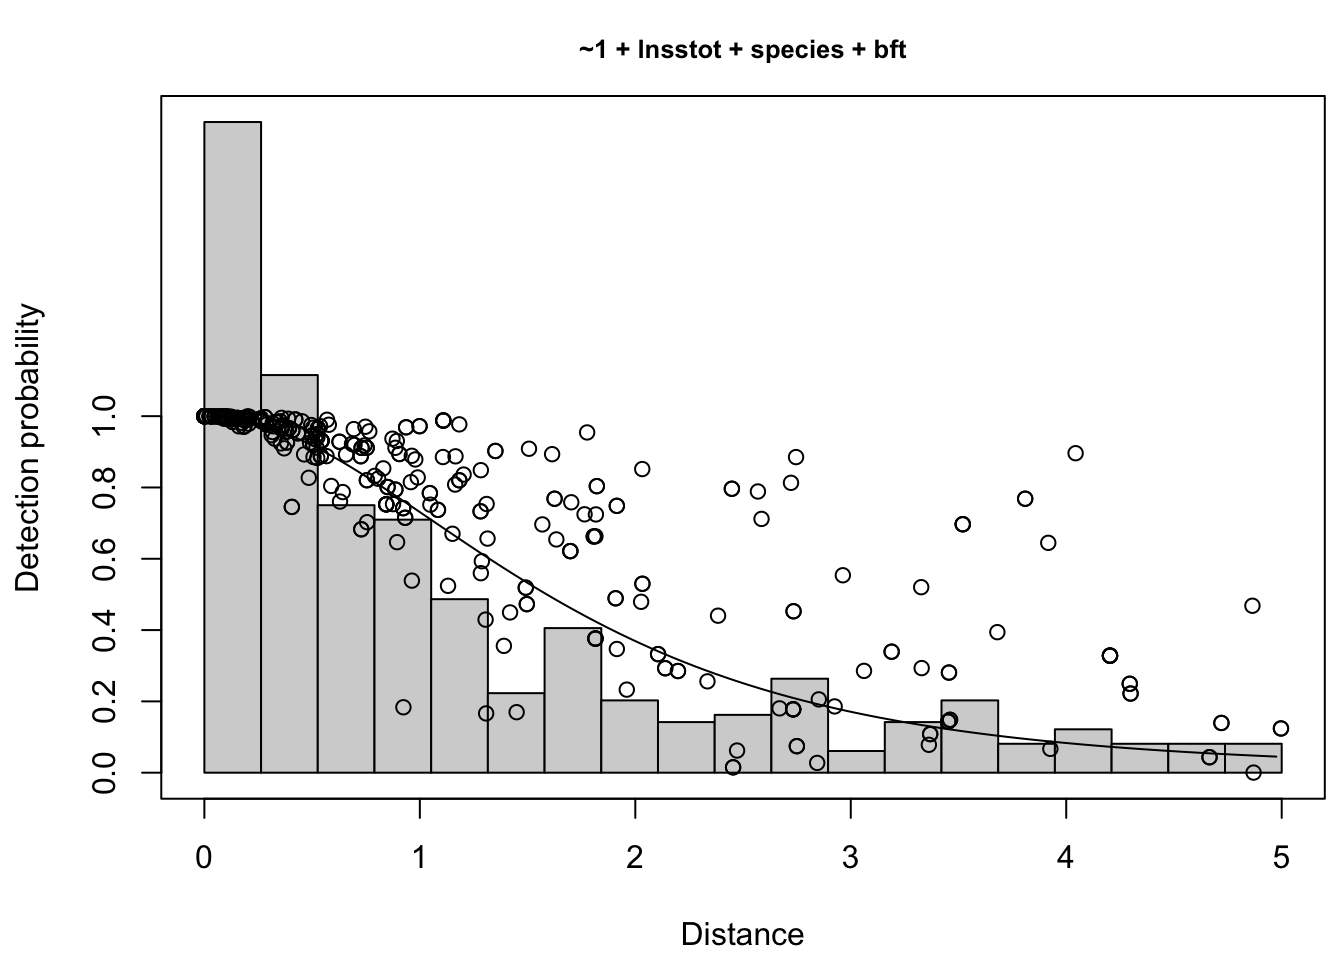 ~1 + lnsstot + species + bft
Detection probability
1.0
0.8
0.6
0.4
0.2
0.0
0 1 2 3 4 5
Distance